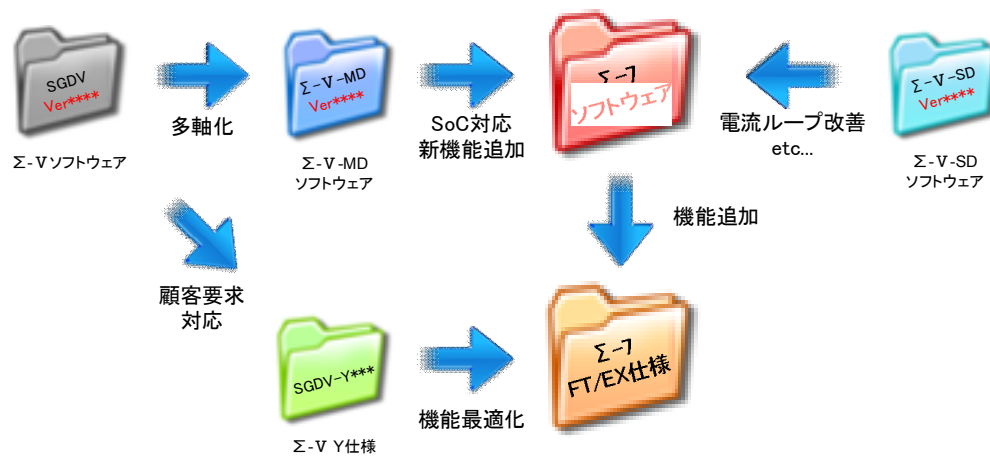 SGDV
Ver****
Σ-Ⅴソフトウェア
多軸化
Σ-Ⅴ-MD
Ver****
Σ-Ⅴ-MD
ソフトウェア
SoC対応
新機能追加
Σ-7
ソフトウェア
電流ループ改善
etc...
Σ-Ⅴ-SD
Ver****
Σ-Ⅴ-SD
ソフトウェア
顧客要求
対応
機能追加
SGDV-Y***
Σ-Ⅴ Y仕様
機能最適化
Σ-7
FT/EX仕様